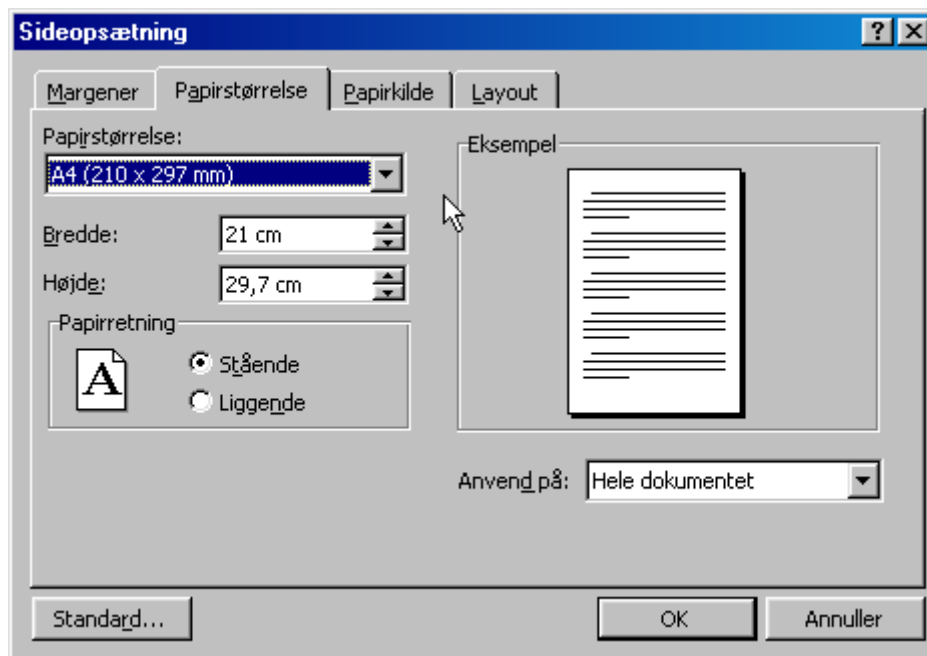 Sideopsætning
Margener Papirstørrelse Papirkilde Layout
Papirstørrelse:
A4 (210 x 297 mm)
Bredde: 21 cm
Højde: 29,7 cm
Papirretning
A
Stående
Liggende
Eksempel
Anvend på: Hele dokumentet
Standard... OK Annuller